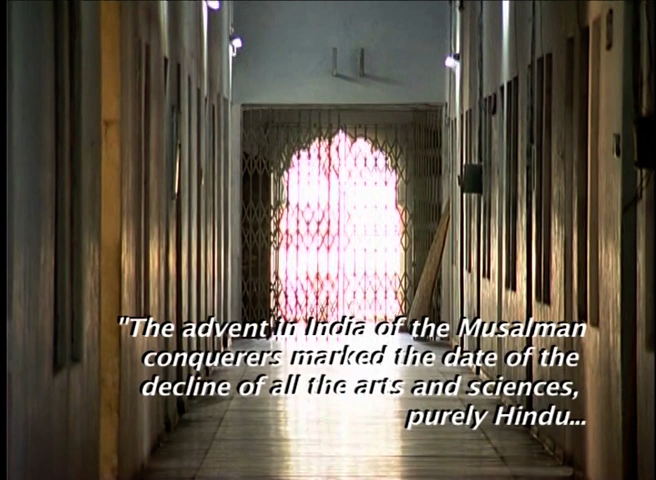 "The advent in India of the Musalman
conquerers marked the date of the
decline of all the arts and sciences,
purely Hindu...